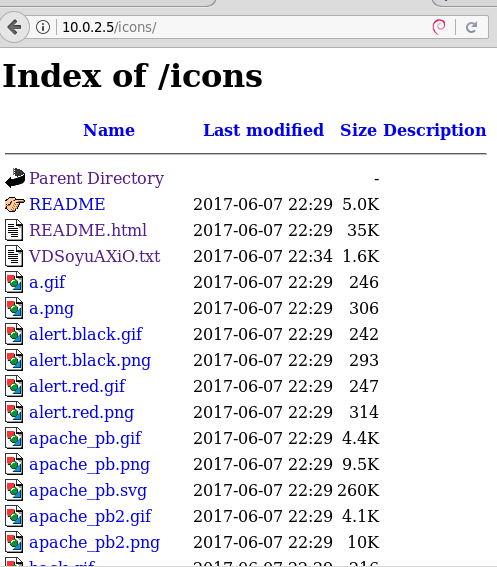 10.0.2.5/icons/
Index of /icons
Name Last modified Size Description
Parent Directory -
README 2017-06-07 22:29 5.0K
README.html 2017-06-07 22:29 35K
VDSoyuAXiO.txt 2017-06-07 22:34 1.6K
a.gif 2017-06-07 22:29 246
a.png 2017-06-07 22:29 306
alert.black.gif 2017-06-07 22:29 242
alert.black.png 2017-06-07 22:29 293
alert.red.gif 2017-06-07 22:29 247
alert.red.png 2017-06-07 22:29 314
apache_pb.gif 2017-06-07 22:29 4.4K
apache_pb.png 2017-06-07 22:29 9.5K
apache_pb.svg 2017-06-07 22:29 260K
apache_pb2.gif 2017-06-07 22:29 4.1K
apache_pb2.png 2017-06-07 22:29 10K